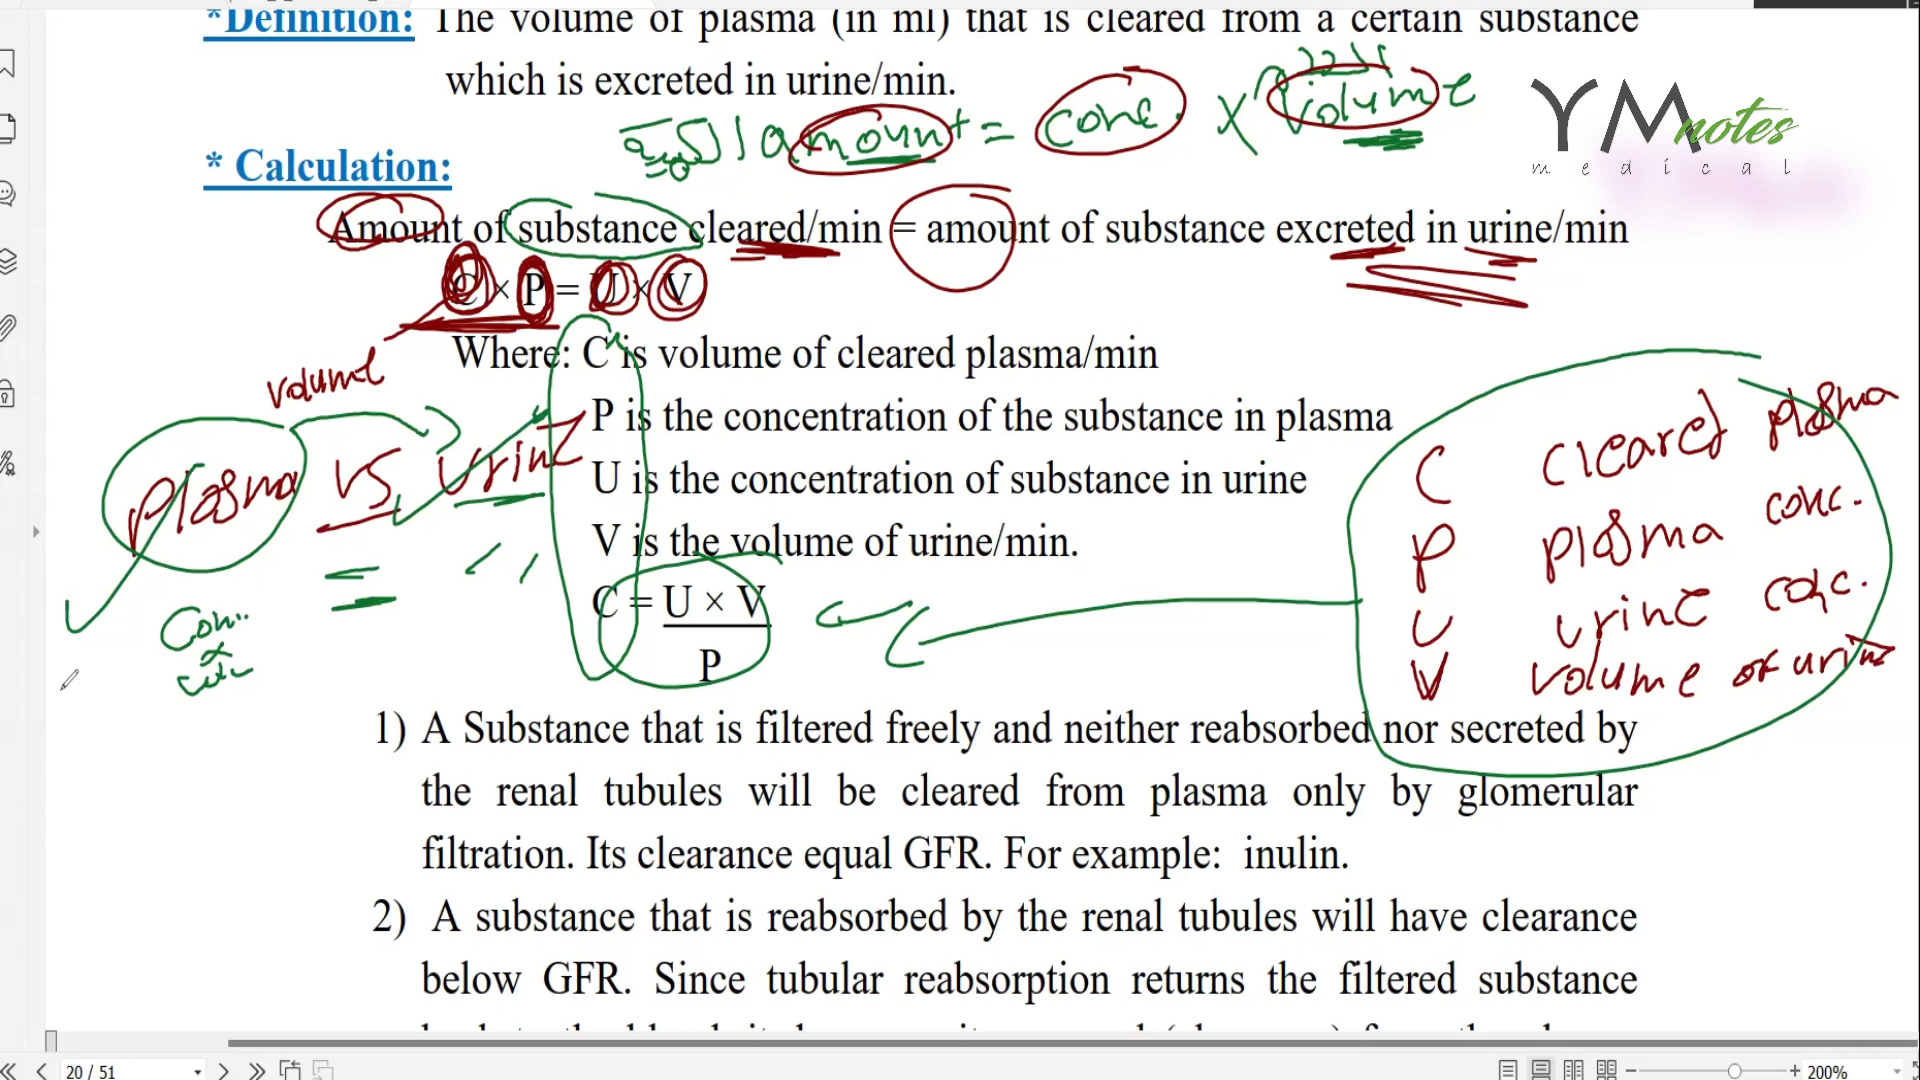 *Definition: The volume of plasma (in ml) that is cleared from a certain substance
which is excreted in urine/min.
amount = conc. × volume
YM notes
medical
* Calculation:
Amount of substance cleared/min = amount of substance excreted in urine/min
C × P = U × V
Where: C is volume of cleared plasma/min
volume
P is the concentration of the substance in plasma
U is the concentration of substance in urine
V is the volume of urine/min.
C = U × V
P
plasma VS urine
Con.
C cleared plasma
P plasma conc.
U urine conc.
V volume of urine
1) A Substance that is filtered freely and neither reabsorbed nor secreted by
the renal tubules will be cleared from plasma only by glomerular
filtration. Its clearance equal GFR. For example: inulin.
2) A substance that is reabsorbed by the renal tubules will have clearance
below GFR. Since tubular reabsorption returns the filtered substance
20 / 51
200%